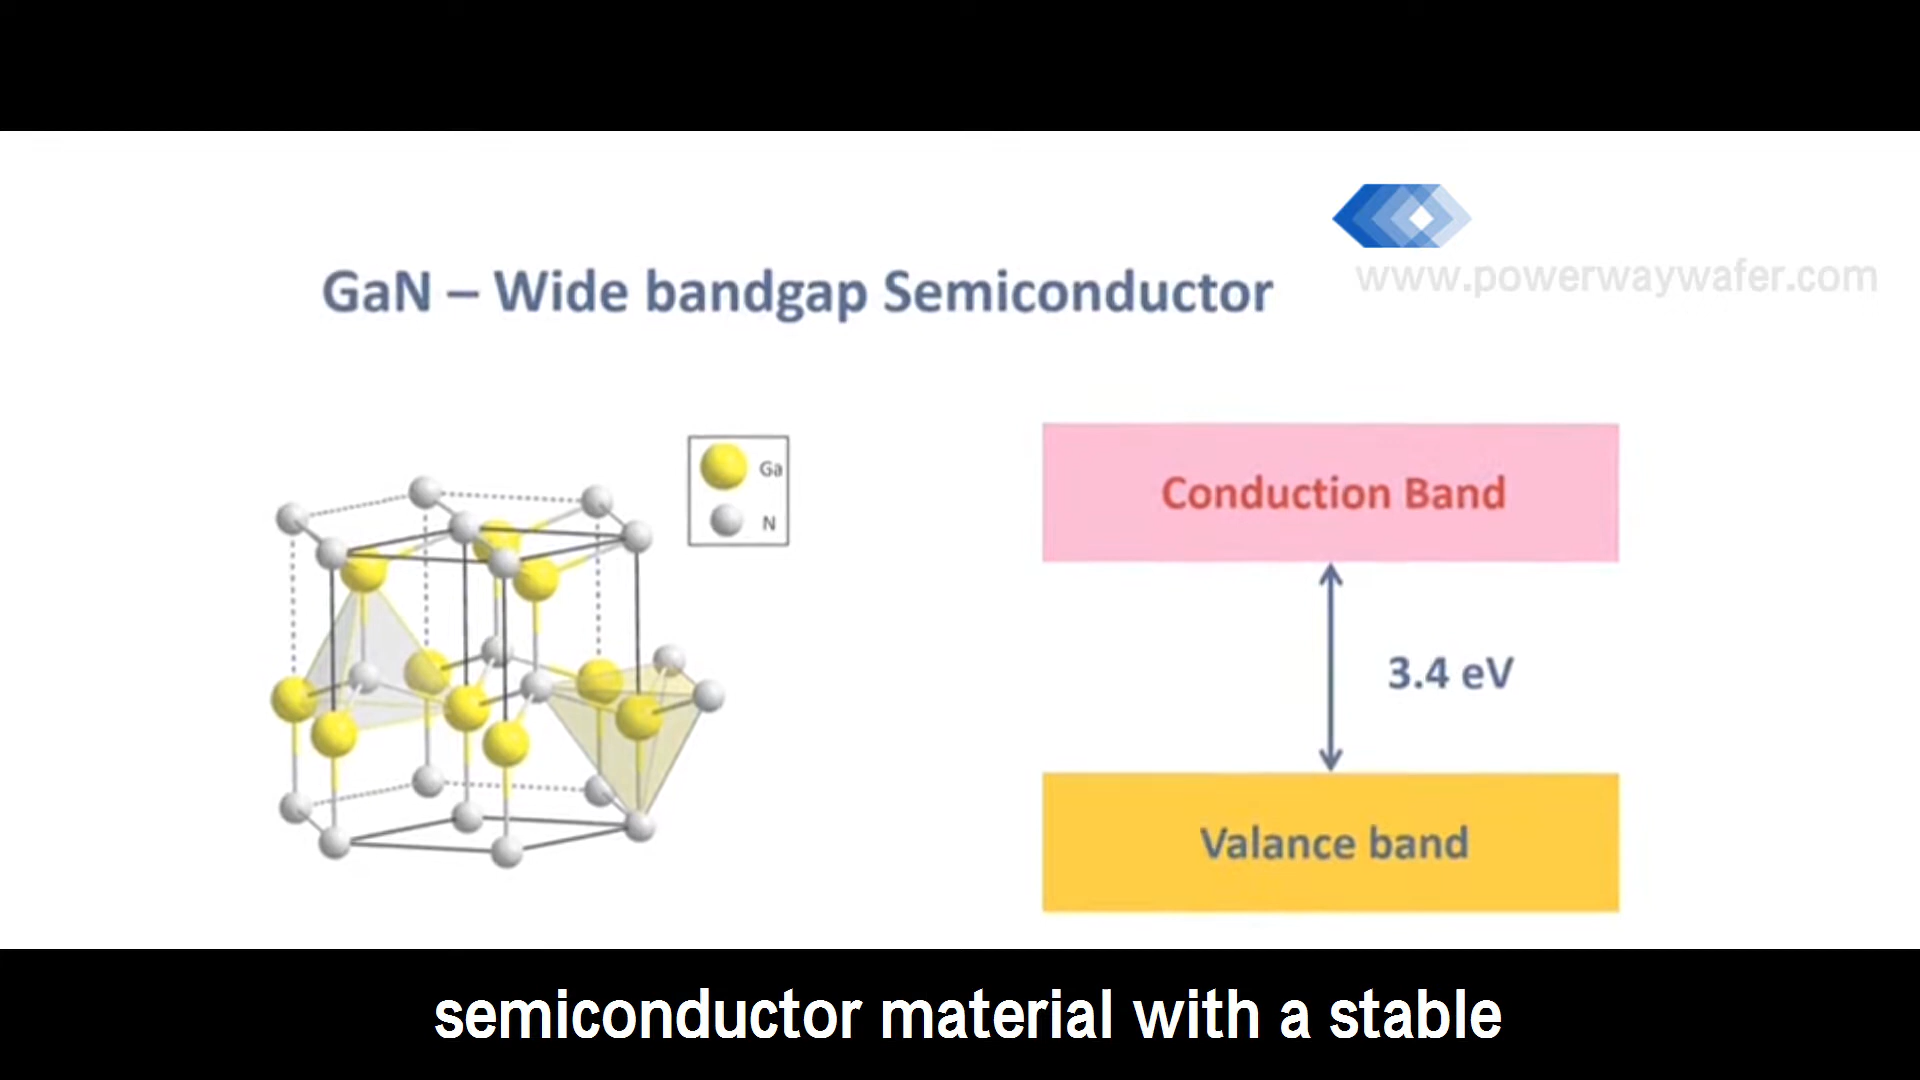 www.powerwaywafer.com
GaN – Wide bandgap Semiconductor
Ga
N
Conduction Band
3.4 eV
Valance band
semiconductor material with a stable